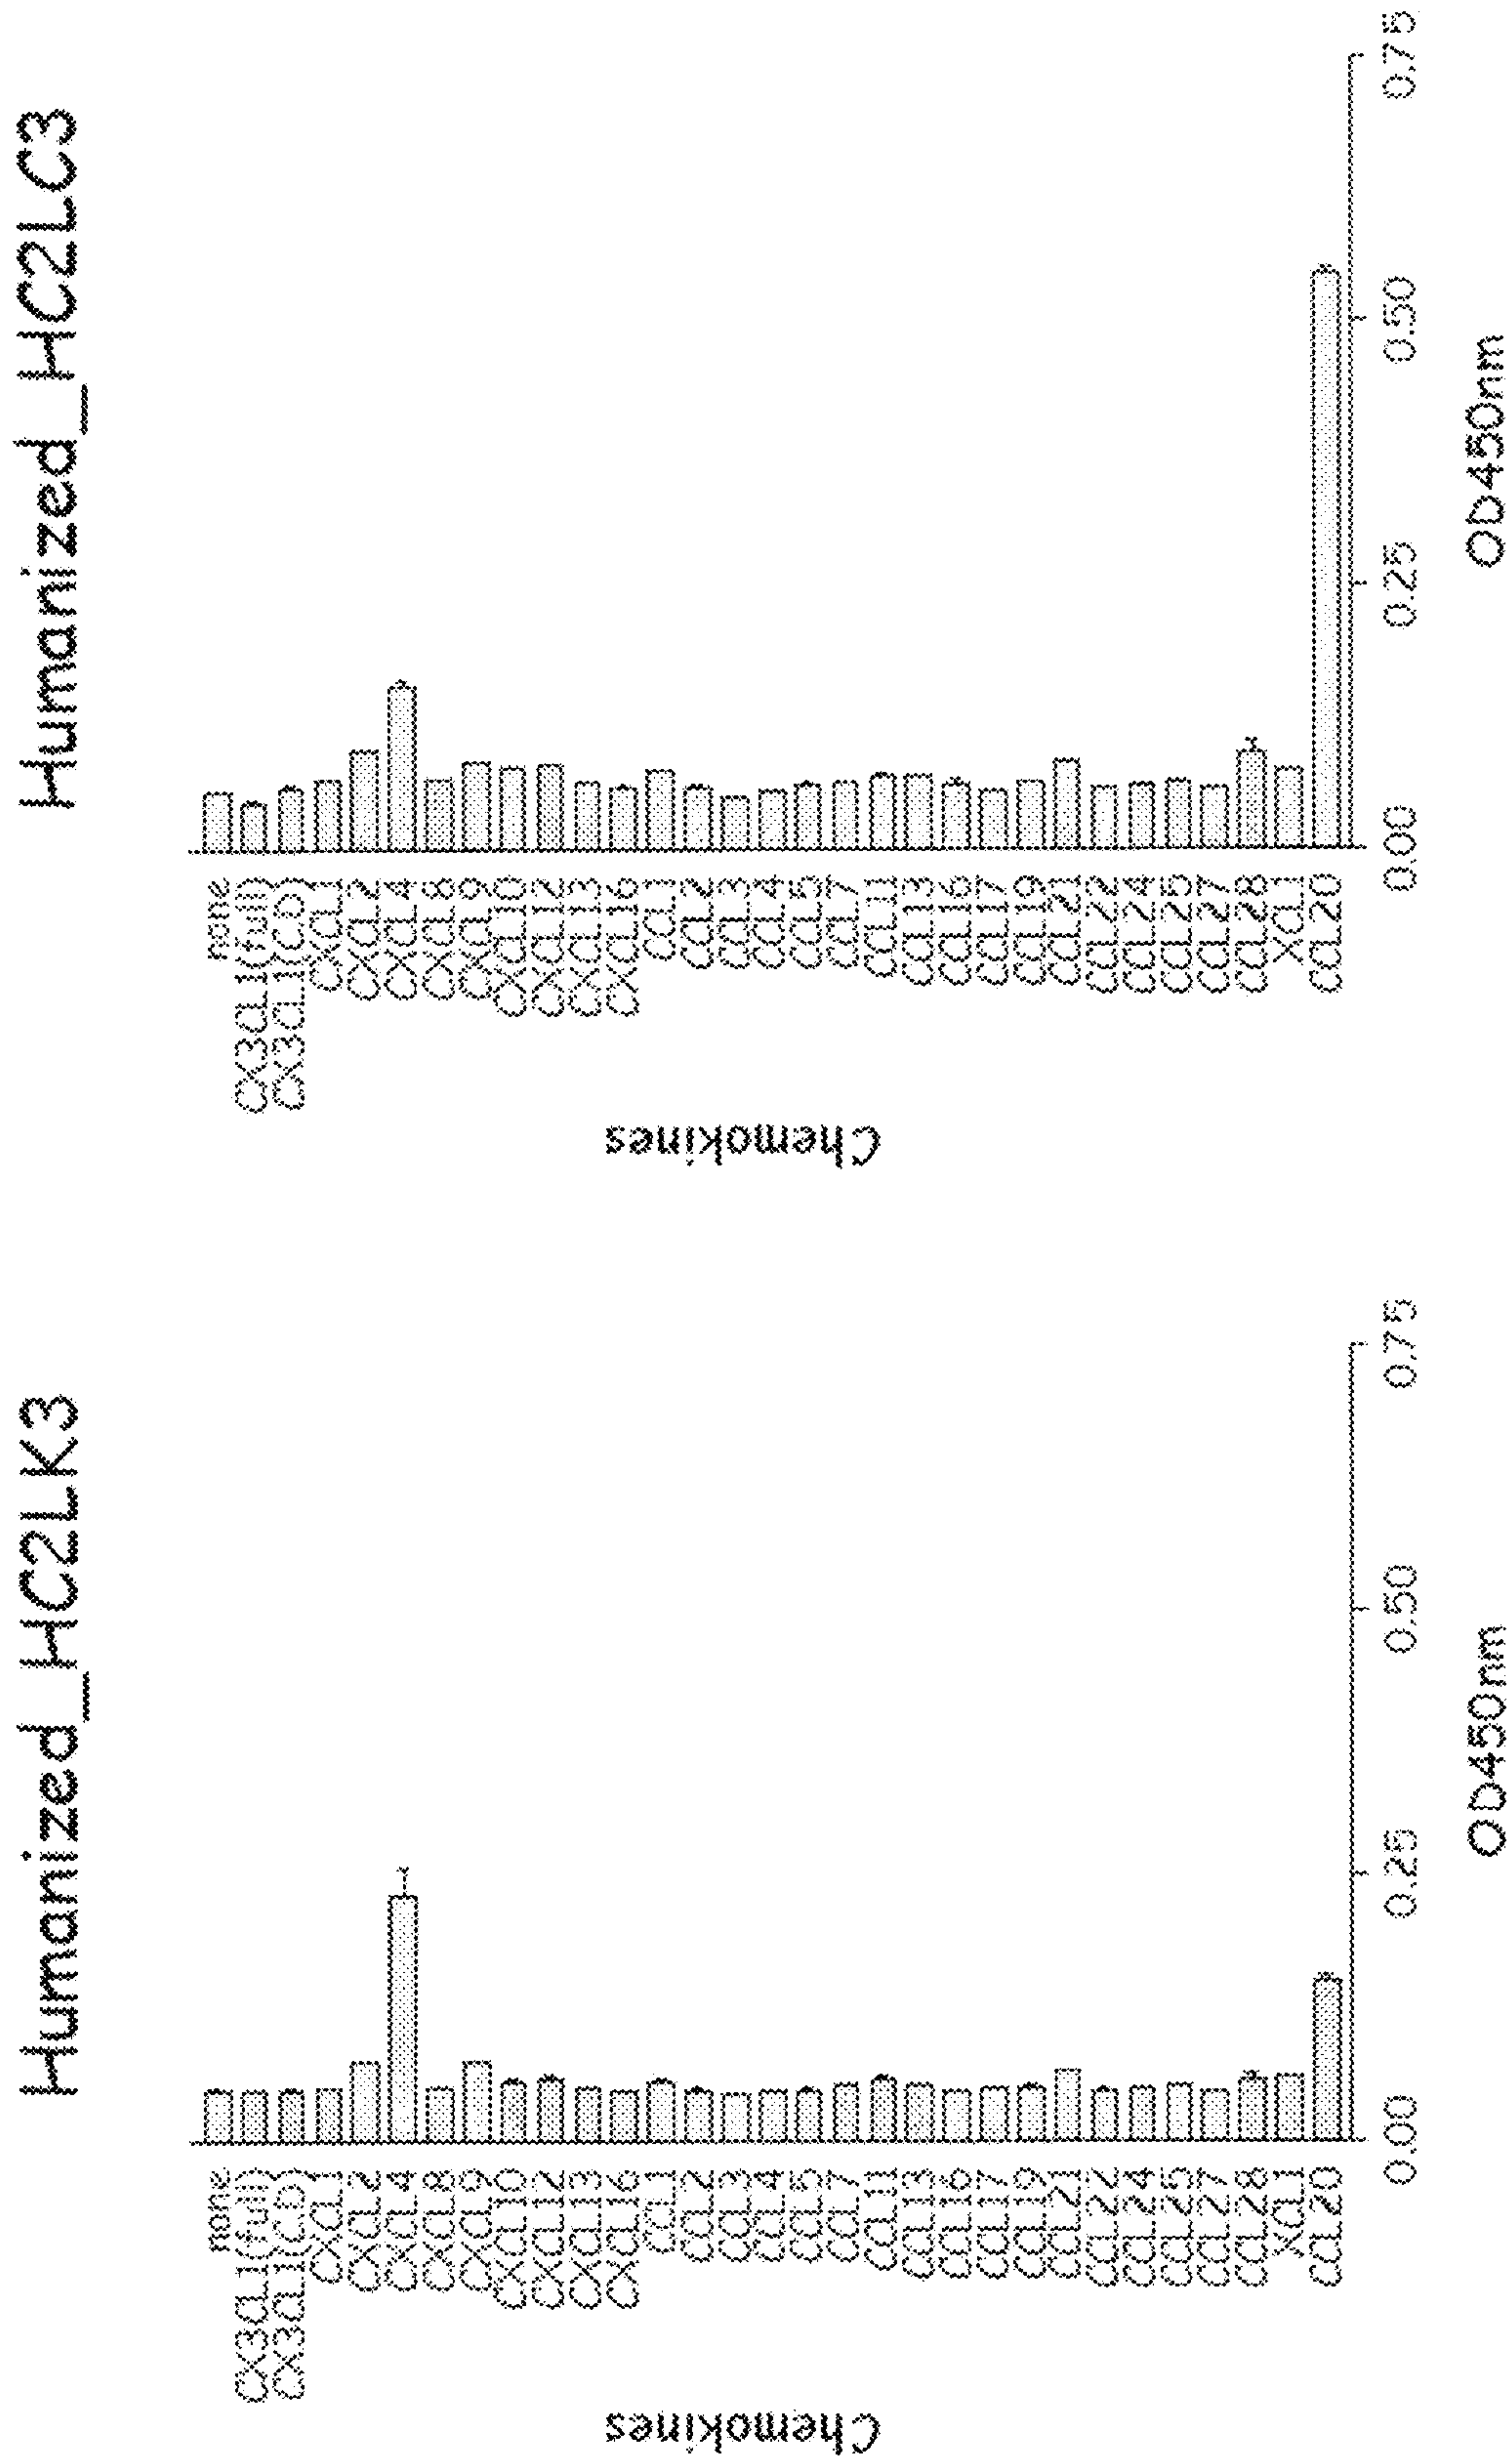 Humanized_HC2LK3
Chemokines
none
CX3CL1(full)
CX3CL1(CD)
CXCL1
CXCL2
CXCL4
CXCL8
CXCL9
CXCL10
CXCL12
CXCL13
CXCL16
CCL1
CCL2
CCL3
CCL4
CCL5
CCL7
CCL11
CCL13
CCL16
CCL17
CCL19
CCL21
CCL22
CCL24
CCL25
CCL27
CCL28
XCL1
CCL20
0.00 0.25 0.50 0.75
OD450nm
Humanized_HC2LC3
Chemokines
none
CX3CL1(full)
CX3CL1(CD)
CXCL1
CXCL2
CXCL4
CXCL8
CXCL9
CXCL10
CXCL12
CXCL13
CXCL16
CCL1
CCL2
CCL3
CCL4
CCL5
CCL7
CCL11
CCL13
CCL16
CCL17
CCL19
CCL21
CCL22
CCL24
CCL25
CCL27
CCL28
XCL1
CCL20
0.00 0.25 0.50 0.75
OD450nm